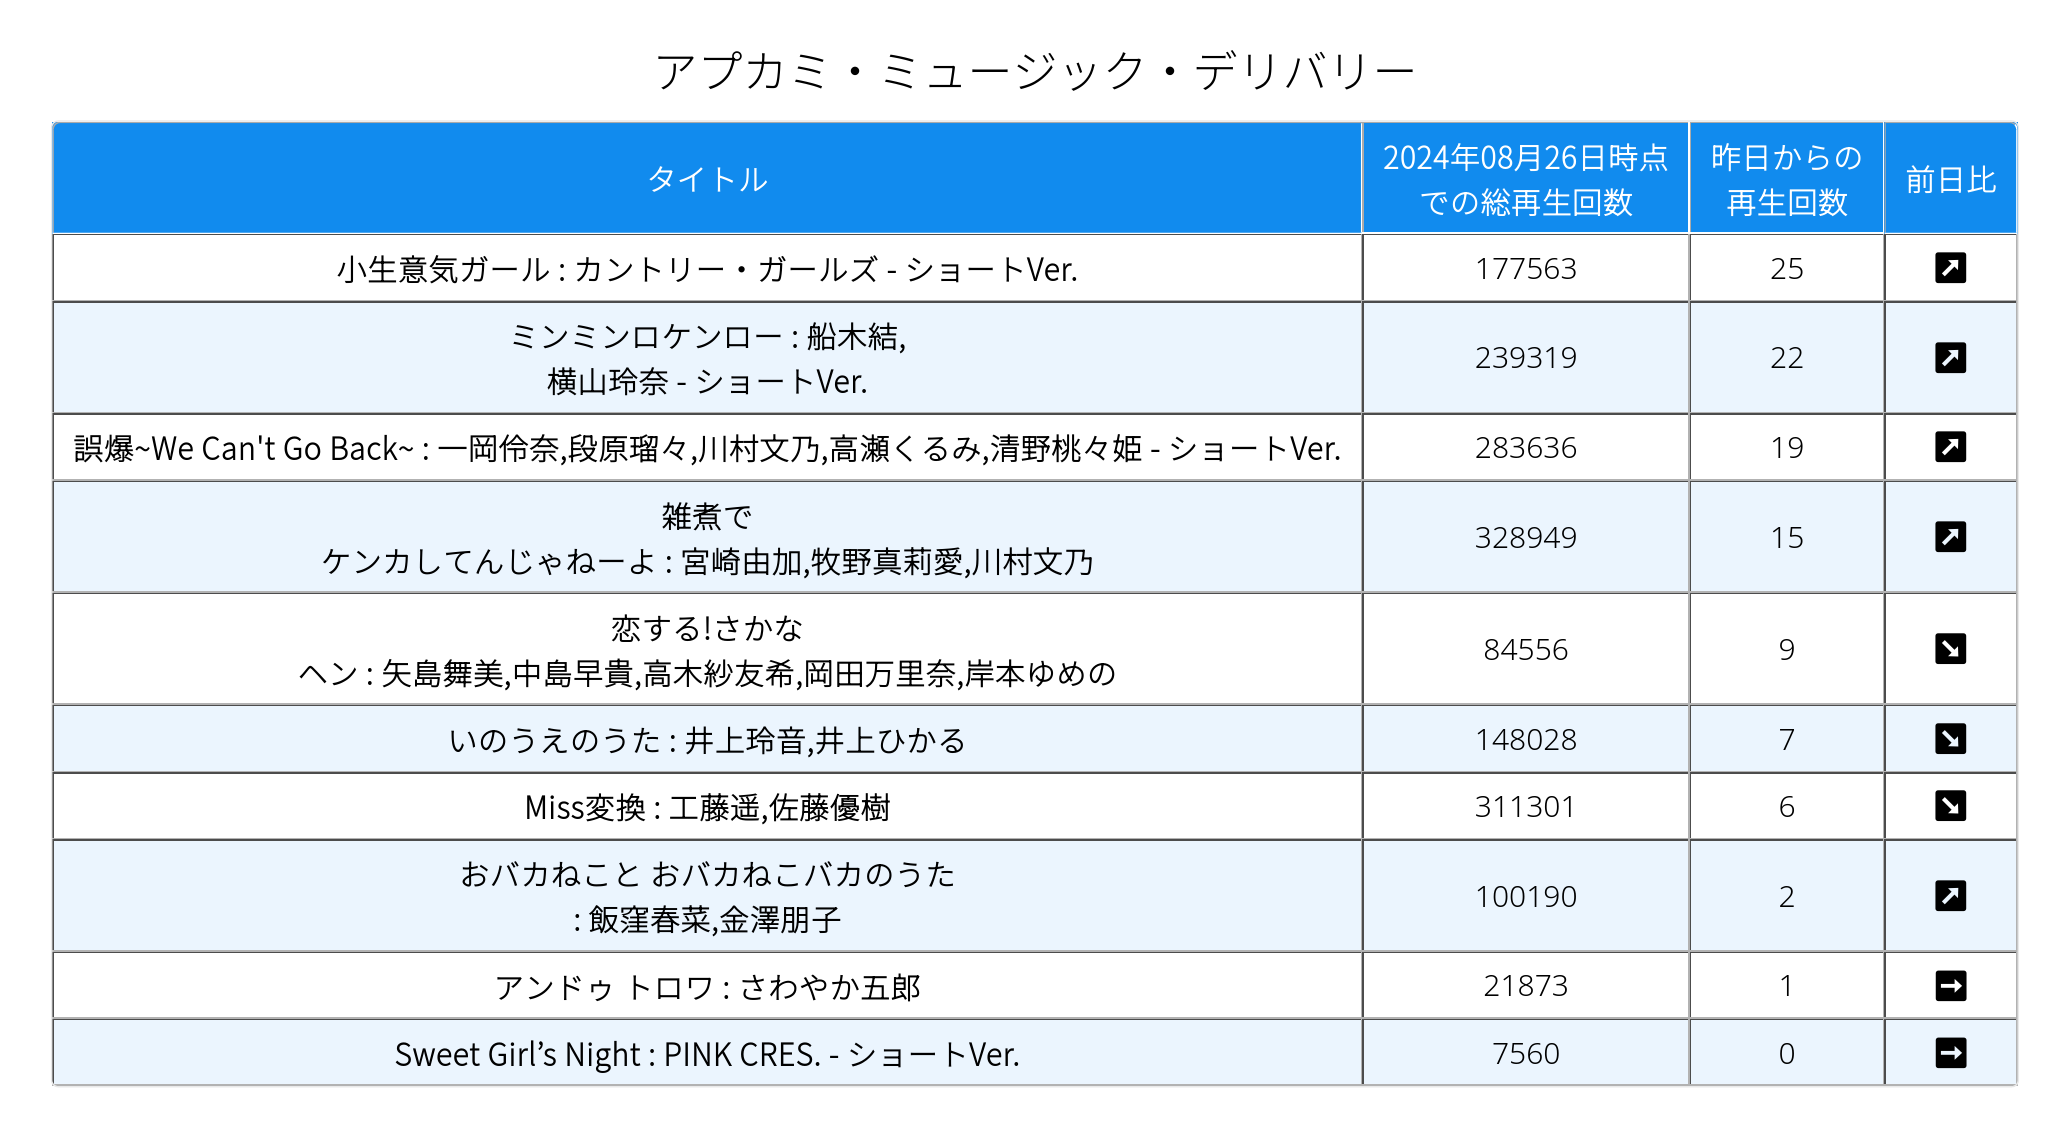 アプカミ・ミュージック・デリバリー
タイトル
2024年08月26日時点
での総再生回数
昨日からの
再生回数
前日比
小生意気ガール : カントリー・ガールズ - ショートVer.
177563
25
ミンミンロケンロー : 船木結,
横山玲奈 - ショートVer.
239319
22
誤爆~We Can't Go Back~ : 一岡伶奈,段原瑠々,川村文乃,高瀬くるみ,清野桃々姫 - ショートVer.
283636
19
雑煮で
ケンカしてんじゃねーよ : 宮崎由加,牧野真莉愛,川村文乃
328949
15
恋する!さかな
ヘン : 矢島舞美,中島早貴,高木紗友希,岡田万里奈,岸本ゆめの
84556
9
いのうえのうた : 井上玲音,井上ひかる
148028
7
Miss変換 : 工藤遥,佐藤優樹
311301
6
おバカねこと おバカねこバカのうた
: 飯窪春菜,金澤朋子
100190
2
アンドゥ トロワ : さわやか五郎
21873
1
Sweet Girl’s Night : PINK CRES. - ショートVer.
7560
0